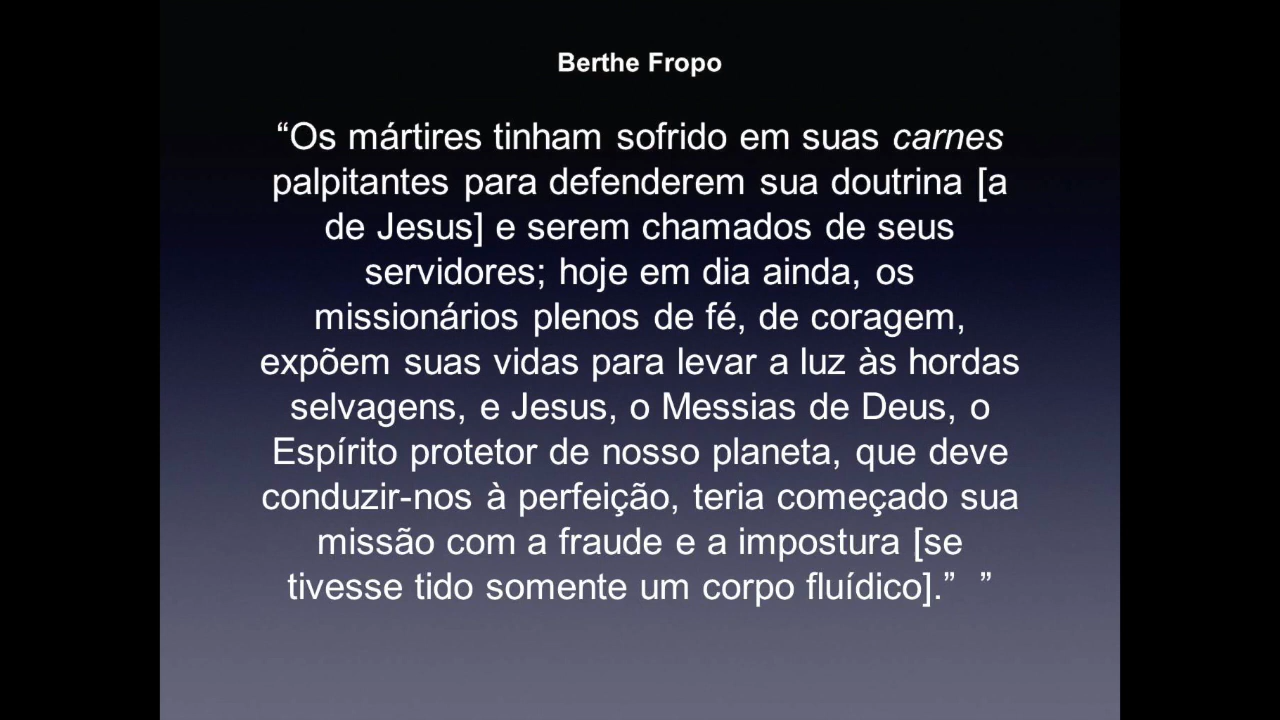 Berthe Fropo
“Os mártires tinham sofrido em suas carnes
palpitantes para defenderem sua doutrina [a
de Jesus] e serem chamados de seus
servidores; hoje em dia ainda, os
missionários plenos de fé, de coragem,
expõem suas vidas para levar a luz às hordas
selvagens, e Jesus, o Messias de Deus, o
Espírito protetor de nosso planeta, que deve
conduzir-nos à perfeição, teria começado sua
missão com a fraude e a impostura [se
tivesse tido somente um corpo fluídico].” ”